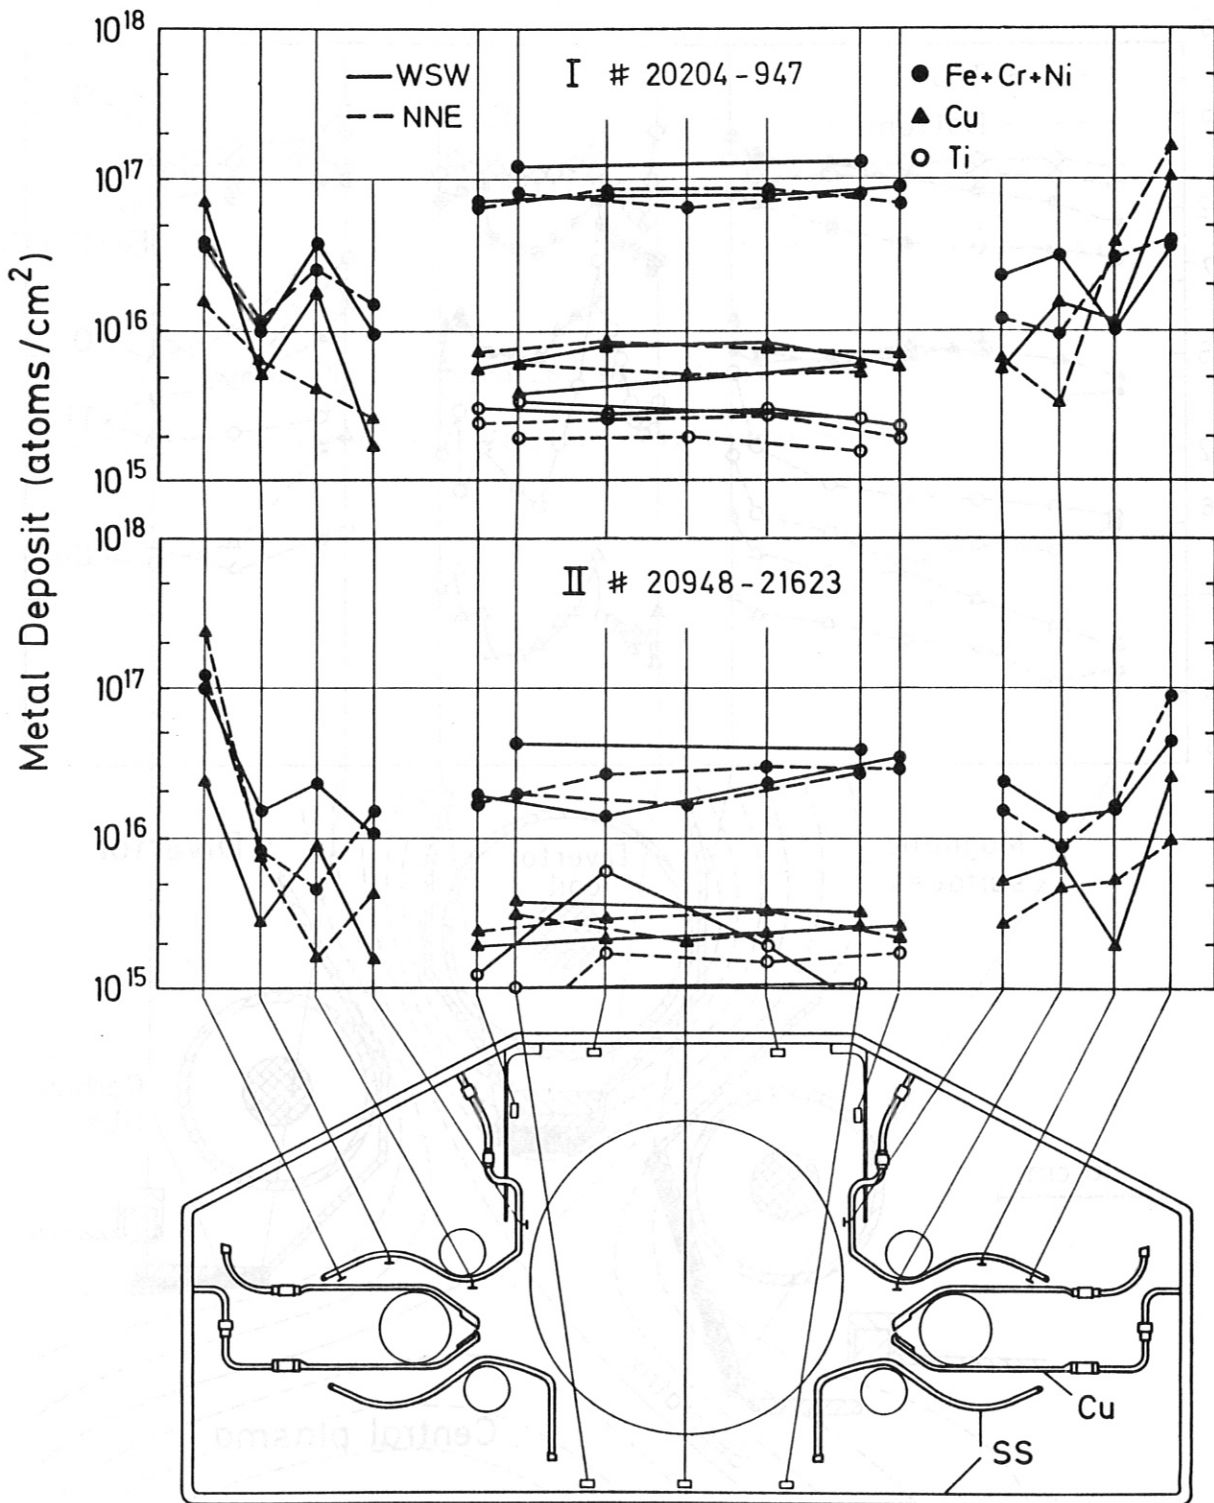 Metal Deposit (atoms/cm²)
10¹⁸
10¹⁷
10¹⁶
10¹⁵
WSW
NNE
I # 20204-947
Fe+Cr+Ni
Cu
Ti
10¹⁸
10¹⁷
10¹⁶
10¹⁵
II # 20948-21623
Cu
SS